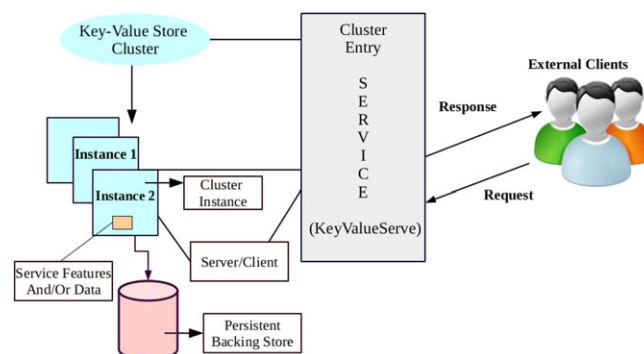 Key-Value Store
Cluster
Cluster
Entry
S
E
R
V
I
C
E
(KeyValueServe)
External Clients
Response
Request
Instance 1
Instance 2
Cluster
Instance
Server/Client
Service Features
And/Or Data
Persistent
Backing Store